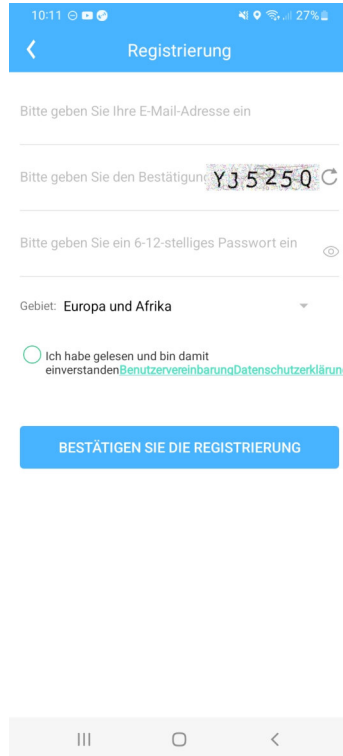 10:11 27%
Registrierung
Bitte geben Sie Ihre E-Mail-Adresse ein
Bitte geben Sie den Bestätigung
YJ525Q
Bitte geben Sie ein 6-12-stelliges Passwort ein
Gebiet: Europa und Afrika
Ich habe gelesen und bin damit
einverstandenBenutzervereinbarungDatenschutzerklärun
BESTÄTIGEN SIE DIE REGISTRIERUNG